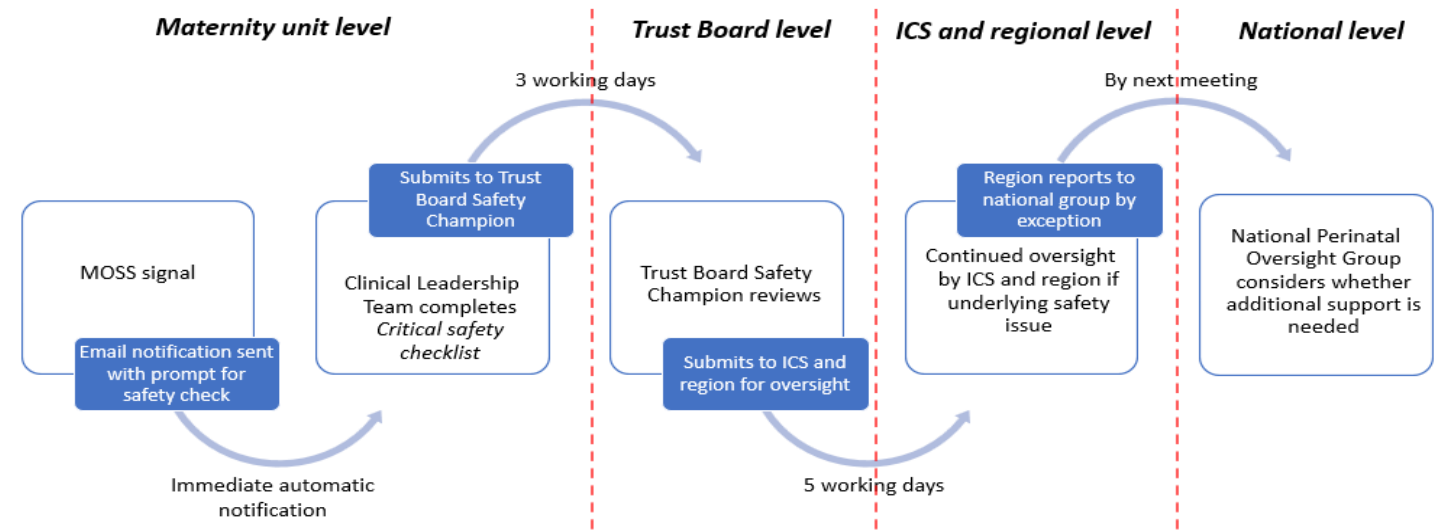 Maternity unit level
Trust Board level
ICS and regional level
National level
3 working days
By next meeting
MOSS signal
Email notification sent
with prompt for
safety check
Immediate automatic
notification
Submits to Trust
Board Safety
Champion
Clinical Leadership
Team completes
Critical safety
checklist
Trust Board Safety
Champion reviews
Submits to ICS and
region for oversight
5 working days
Region reports to
national group by
exception
Continued oversight
by ICS and region if
underlying safety
issue
National Perinatal
Oversight Group
considers whether
additional support is
needed